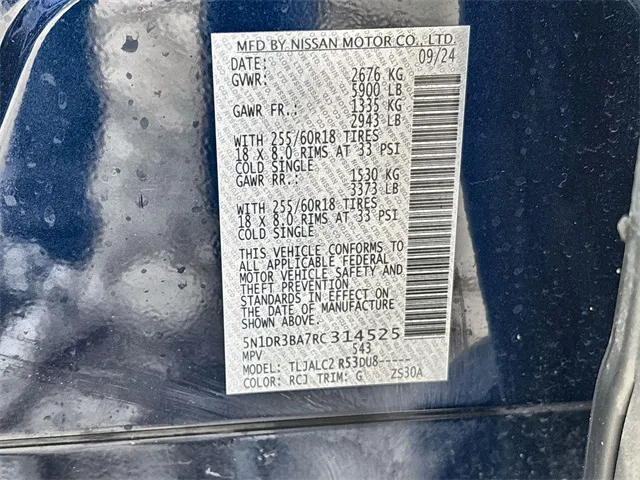 MFD BY NISSAN MOTOR CO., LTD.
DATE: 09/24
GVWR: 2676 KG
5900 LB
GAWR FR.: 1335 KG
2943 LB
WITH 255/60R18 TIRES
18 X 8.0 RIMS AT 33 PSI
COLD SINGLE
GAWR RR.: 1530 KG
3373 LB
WITH 255/60R18 TIRES
18 X 8.0 RIMS AT 33 PSI
COLD SINGLE
THIS VEHICLE CONFORMS TO
ALL APPLICABLE FEDERAL
MOTOR VEHICLE SAFETY AND
THEFT PREVENTION
STANDARDS IN EFFECT ON
THE DATE OF MANUFACTURE
SHOWN ABOVE.
5N1DR3BA7RC314525
MPV 543
MODEL: TLJALC2 R53DU8-----
COLOR: RCJ TRIM: G ZS30A